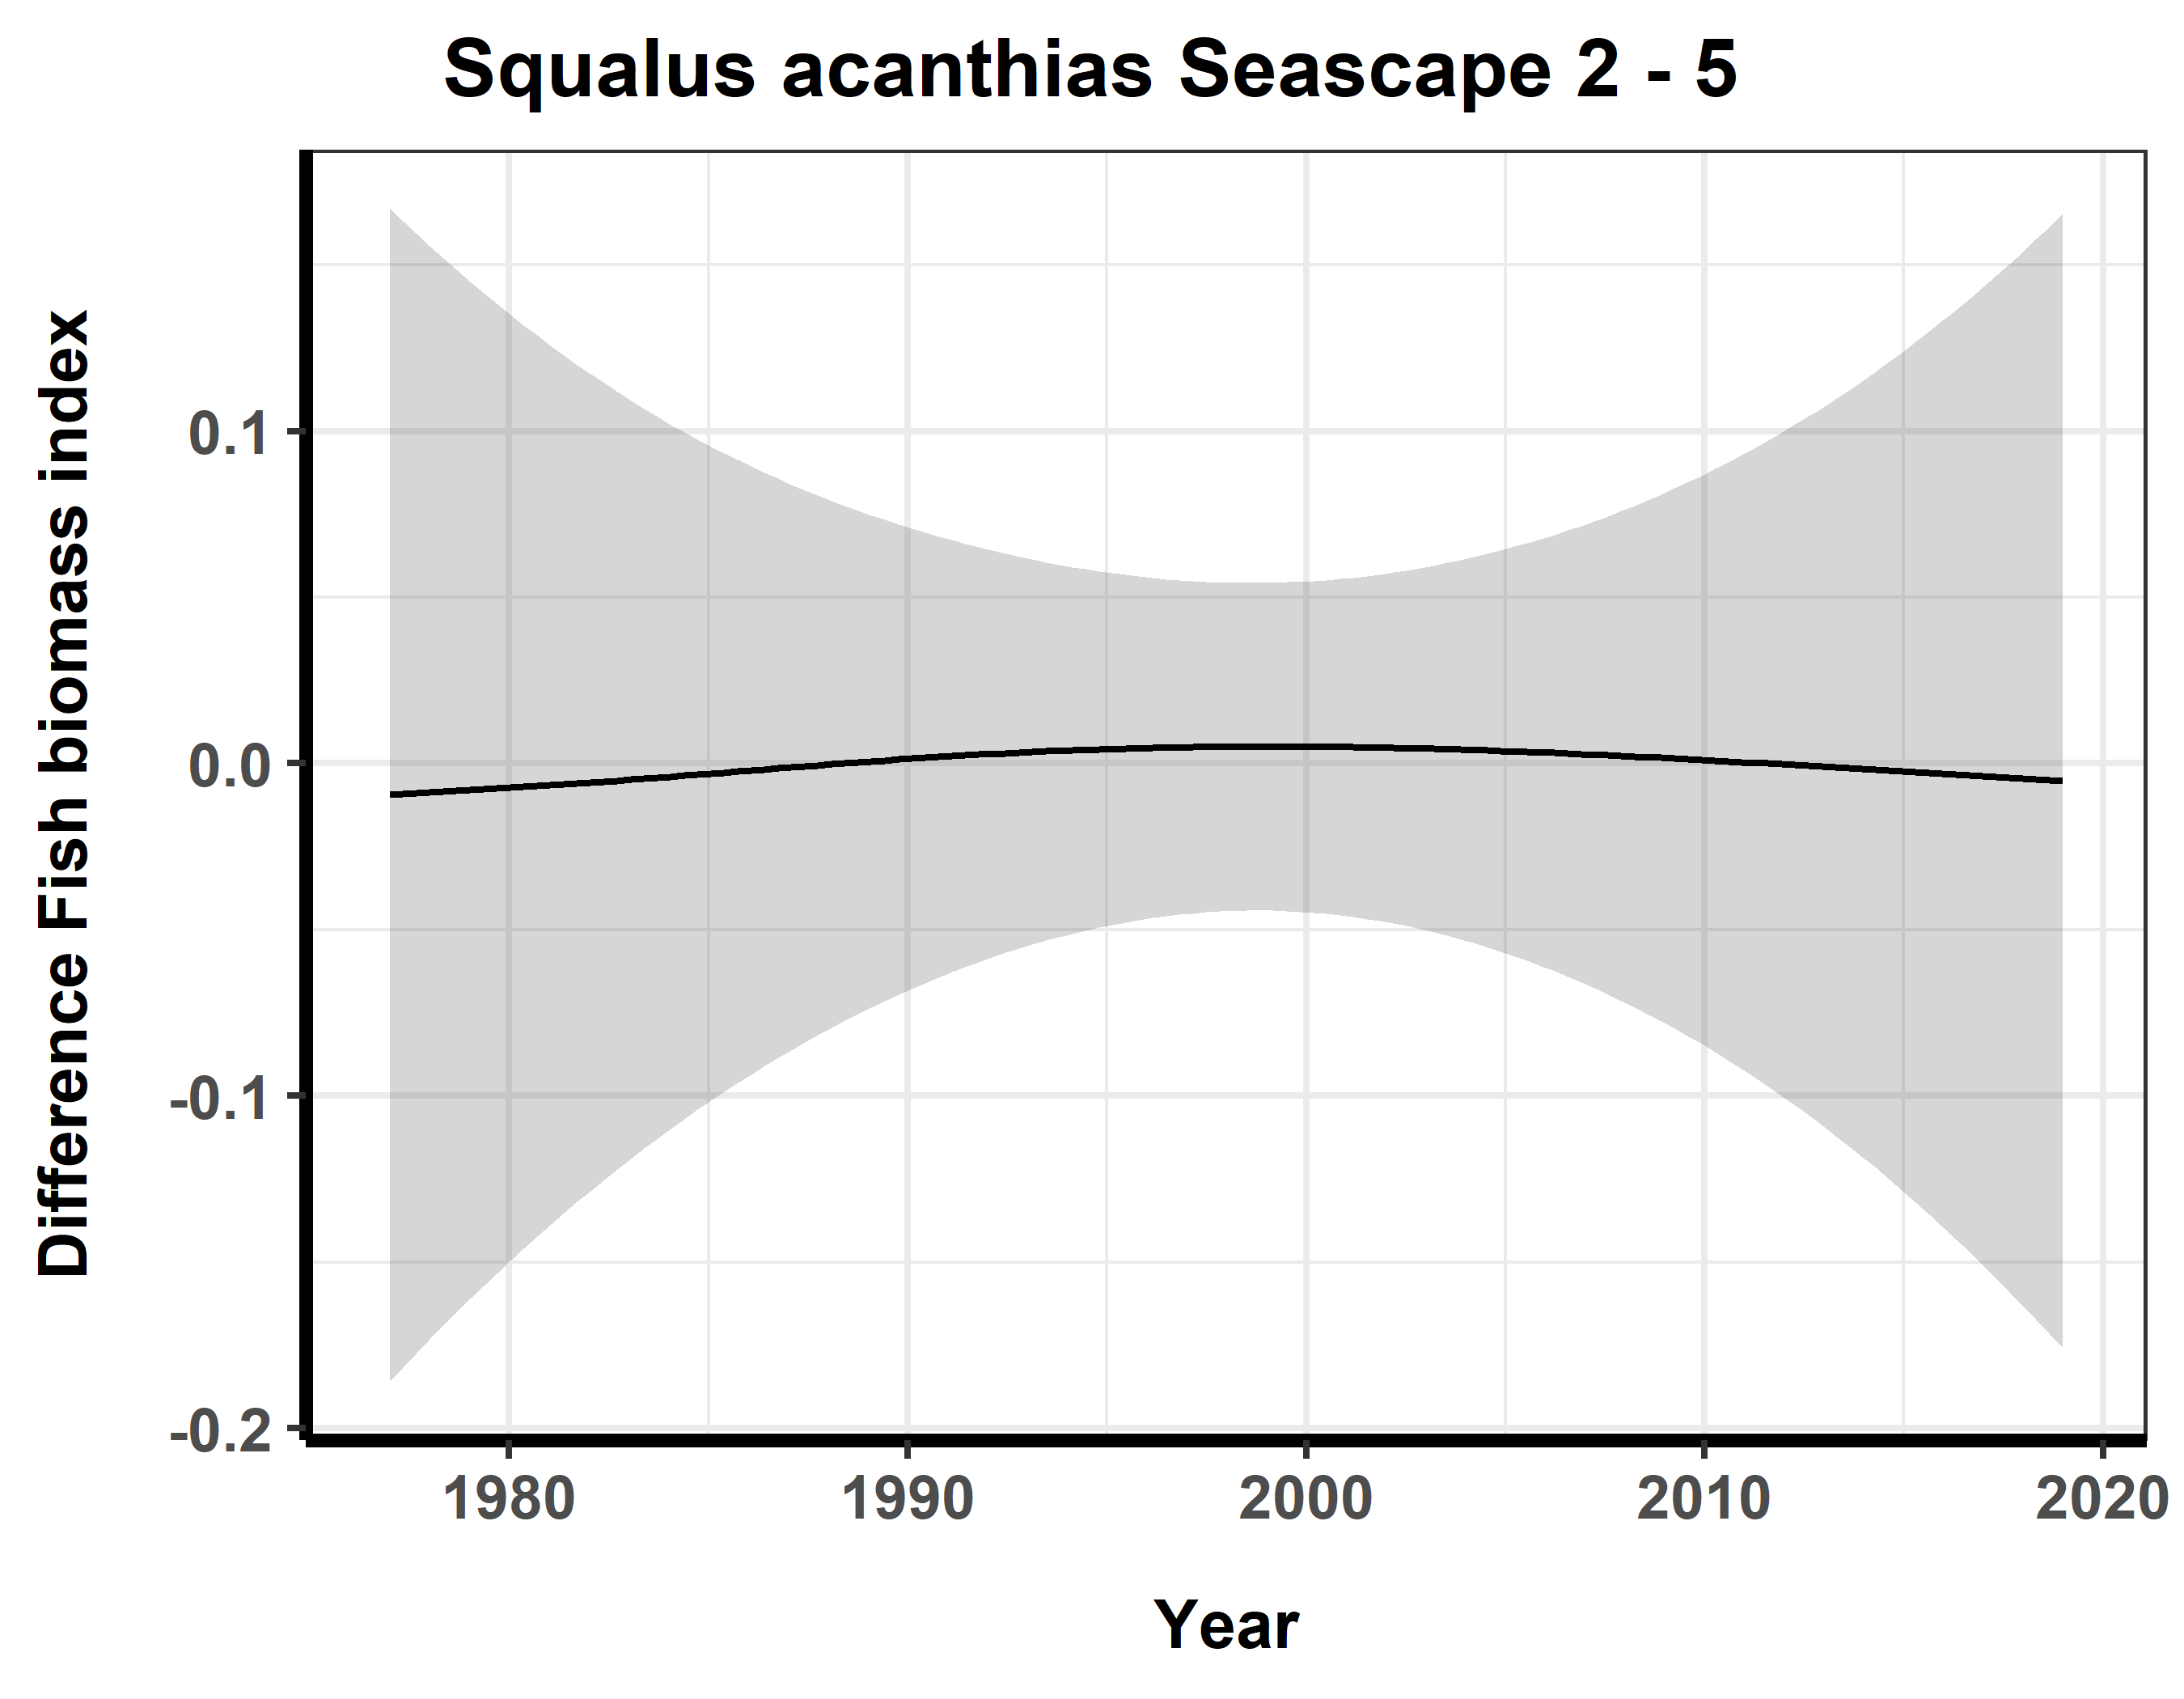 Squalus acanthias Seascape 2 - 5
Difference Fish biomass index
0.1
0.0
-0.1
-0.2
1980 1990 2000 2010 2020
Year